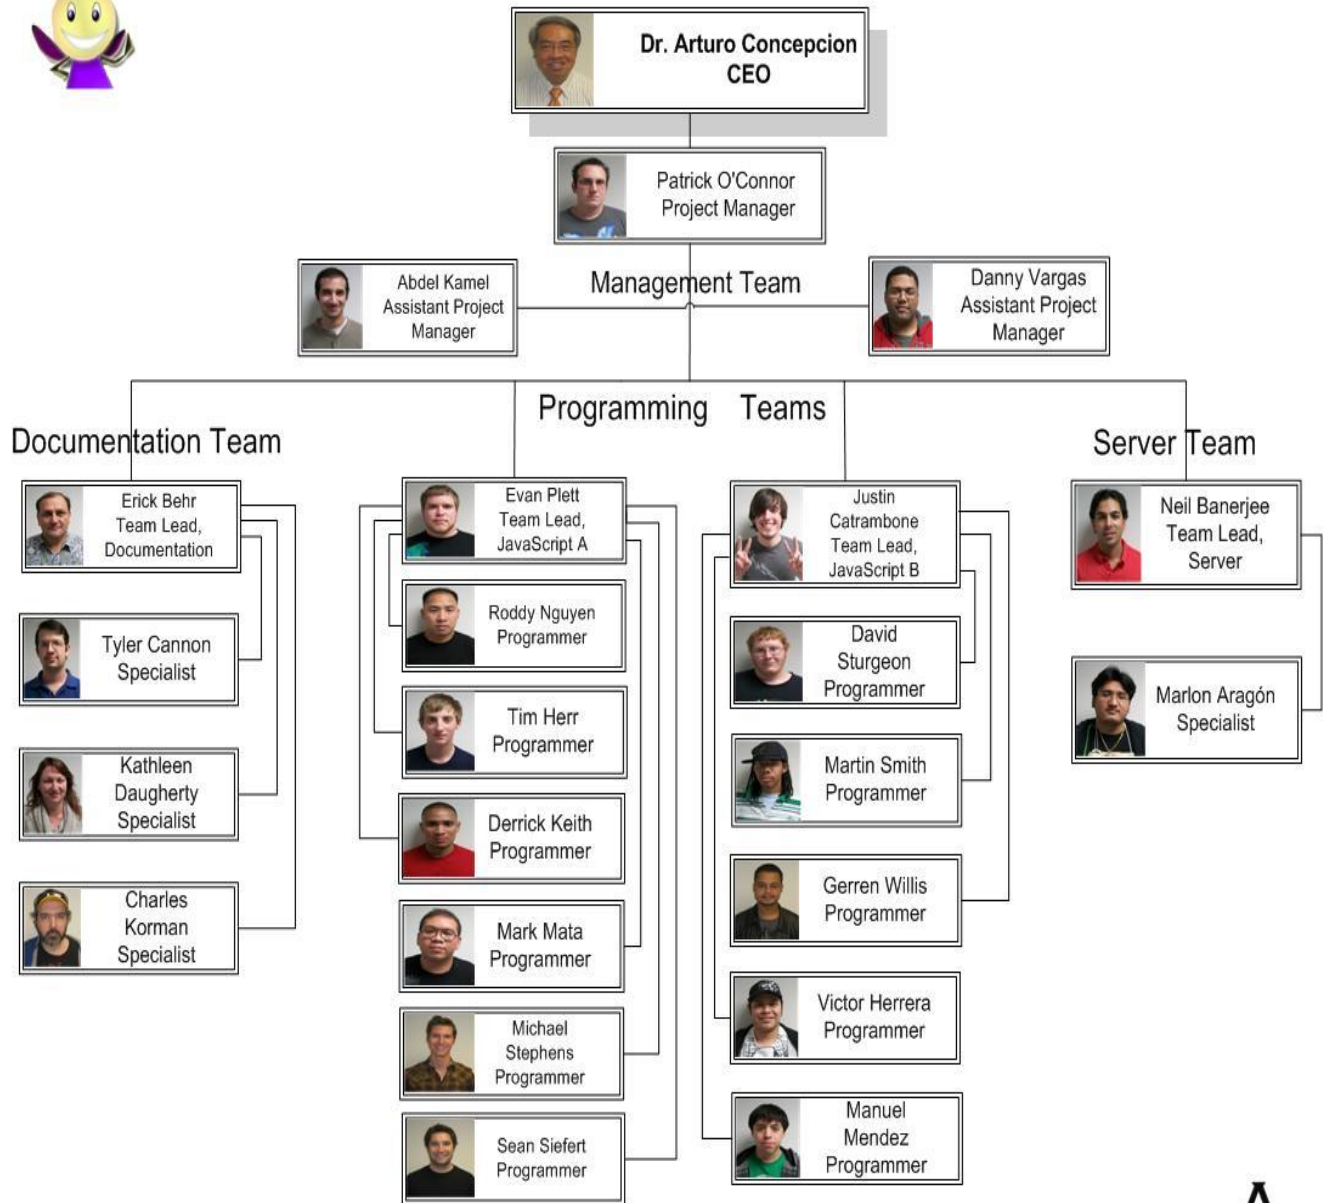 Dr. Arturo Concepcion
CEO
Patrick O'Connor
Project Manager
Management Team
Abdel Kamel
Assistant Project
Manager
Danny Vargas
Assistant Project
Manager
Programming Teams
Documentation Team
Server Team
Erick Behr
Team Lead,
Documentation
Tyler Cannon
Specialist
Kathleen
Daugherty
Specialist
Charles
Korman
Specialist
Evan Plett
Team Lead,
JavaScript A
Roddy Nguyen
Programmer
Tim Herr
Programmer
Derrick Keith
Programmer
Mark Mata
Programmer
Michael
Stephens
Programmer
Sean Siefert
Programmer
Justin
Catrambone
Team Lead,
JavaScript B
David
Sturgeon
Programmer
Martin Smith
Programmer
Gerren Willis
Programmer
Victor Herrera
Programmer
Manuel
Mendez
Programmer
Neil Banerjee
Team Lead,
Server
Marlon Aragón
Specialist